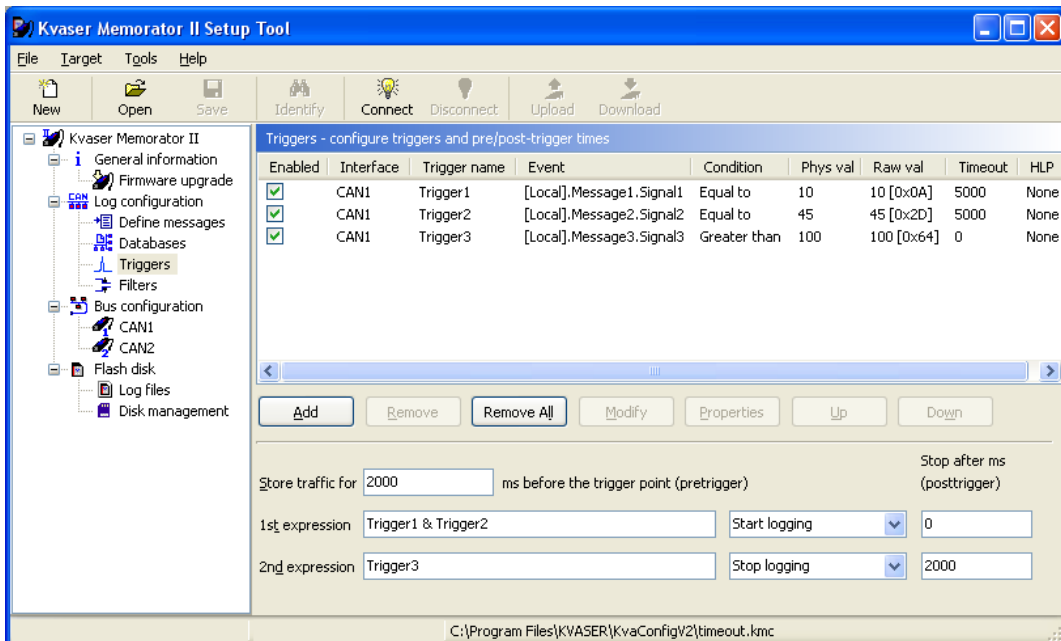 Kvaser Memorator II Setup Tool
File Target Tools Help
New Open Save Identify Connect Disconnect Upload Download
Kvaser Memorator II
General information
Firmware upgrade
Log configuration
Define messages
Databases
Triggers
Filters
Bus configuration
CAN1
CAN2
Flash disk
Log files
Disk management
Triggers - configure triggers and pre/post-trigger times
Enabled Interface Trigger name Event Condition Phys val Raw val Timeout HLP
CAN1 Trigger1 [Local].Message1.Signal1 Equal to 10 10 [0x0A] 5000 None
CAN1 Trigger2 [Local].Message2.Signal2 Equal to 45 45 [0x2D] 5000 None
CAN1 Trigger3 [Local].Message3.Signal3 Greater than 100 100 [0x64] 0 None
Add Remove Remove All Modify Properties Up Down
Store traffic for 2000 ms before the trigger point (pretrigger)
Stop after ms
(posttrigger)
1st expression Trigger1 & Trigger2 Start logging 0
2nd expression Trigger3 Stop logging 2000
C:\Program Files\KVASER\KvaConfigV2\timeout.kmc